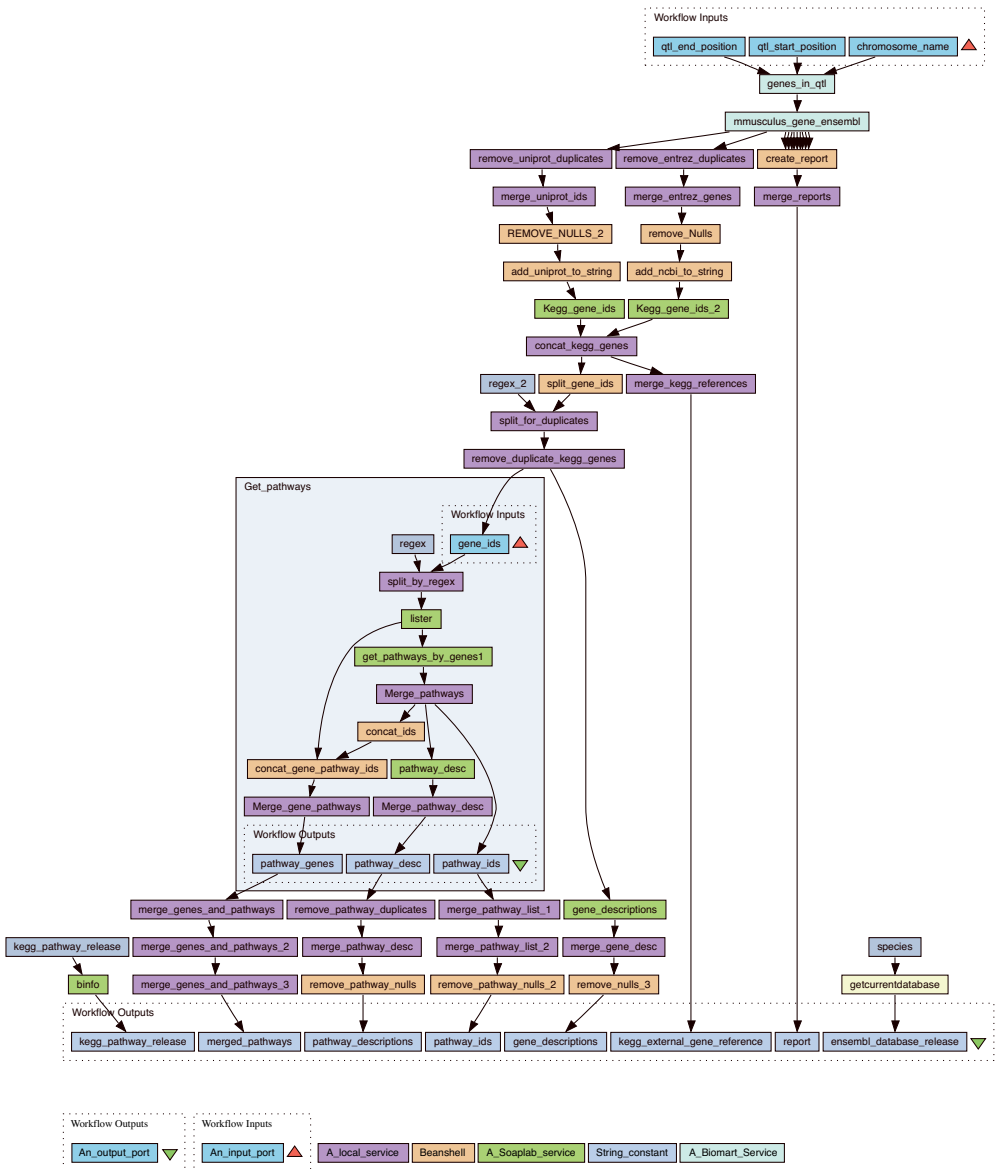 Workflow Inputs
qtl_end_position qtl_start_position chromosome_name
genes_in_qtl
mmusculus_gene_ensembl
remove_uniprot_duplicates remove_entrez_duplicates create_report
merge_uniprot_ids merge_entrez_genes merge_reports
REMOVE_NULLS_2 remove_Nulls
add_uniprot_to_string add_ncbi_to_string
Kegg_gene_ids Kegg_gene_ids_2
concat_kegg_genes
regex_2 split_gene_ids merge_kegg_references
split_for_duplicates
remove_duplicate_kegg_genes
Get_pathways
Workflow Inputs
regex gene_ids
split_by_regex
lister
get_pathways_by_genes1
Merge_pathways
concat_ids
concat_gene_pathway_ids pathway_desc
Merge_gene_pathways Merge_pathway_desc
Workflow Outputs
pathway_genes pathway_desc pathway_ids
merge_genes_and_pathways remove_pathway_duplicates merge_pathway_list_1 gene_descriptions
kegg_pathway_release merge_genes_and_pathways_2 merge_pathway_desc merge_pathway_list_2 merge_gene_desc species
binfo merge_genes_and_pathways_3 remove_pathway_nulls remove_pathway_nulls_2 remove_nulls_3 getcurrentdatabase
Workflow Outputs
kegg_pathway_release merged_pathways pathway_descriptions pathway_ids gene_descriptions kegg_external_gene_reference report ensembl_database_release
Workflow Outputs Workflow Inputs
An_output_port An_input_port A_local_service Beanshell A_Soaplab_service String_constant A_Biomart_Service